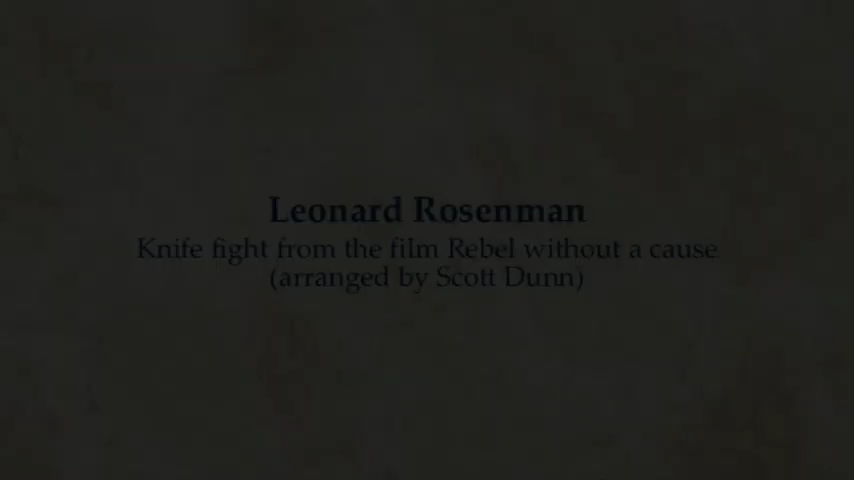 Leonard Rosenman
Knife fight from the film Rebel without a cause
(arranged by Scott Dunn)